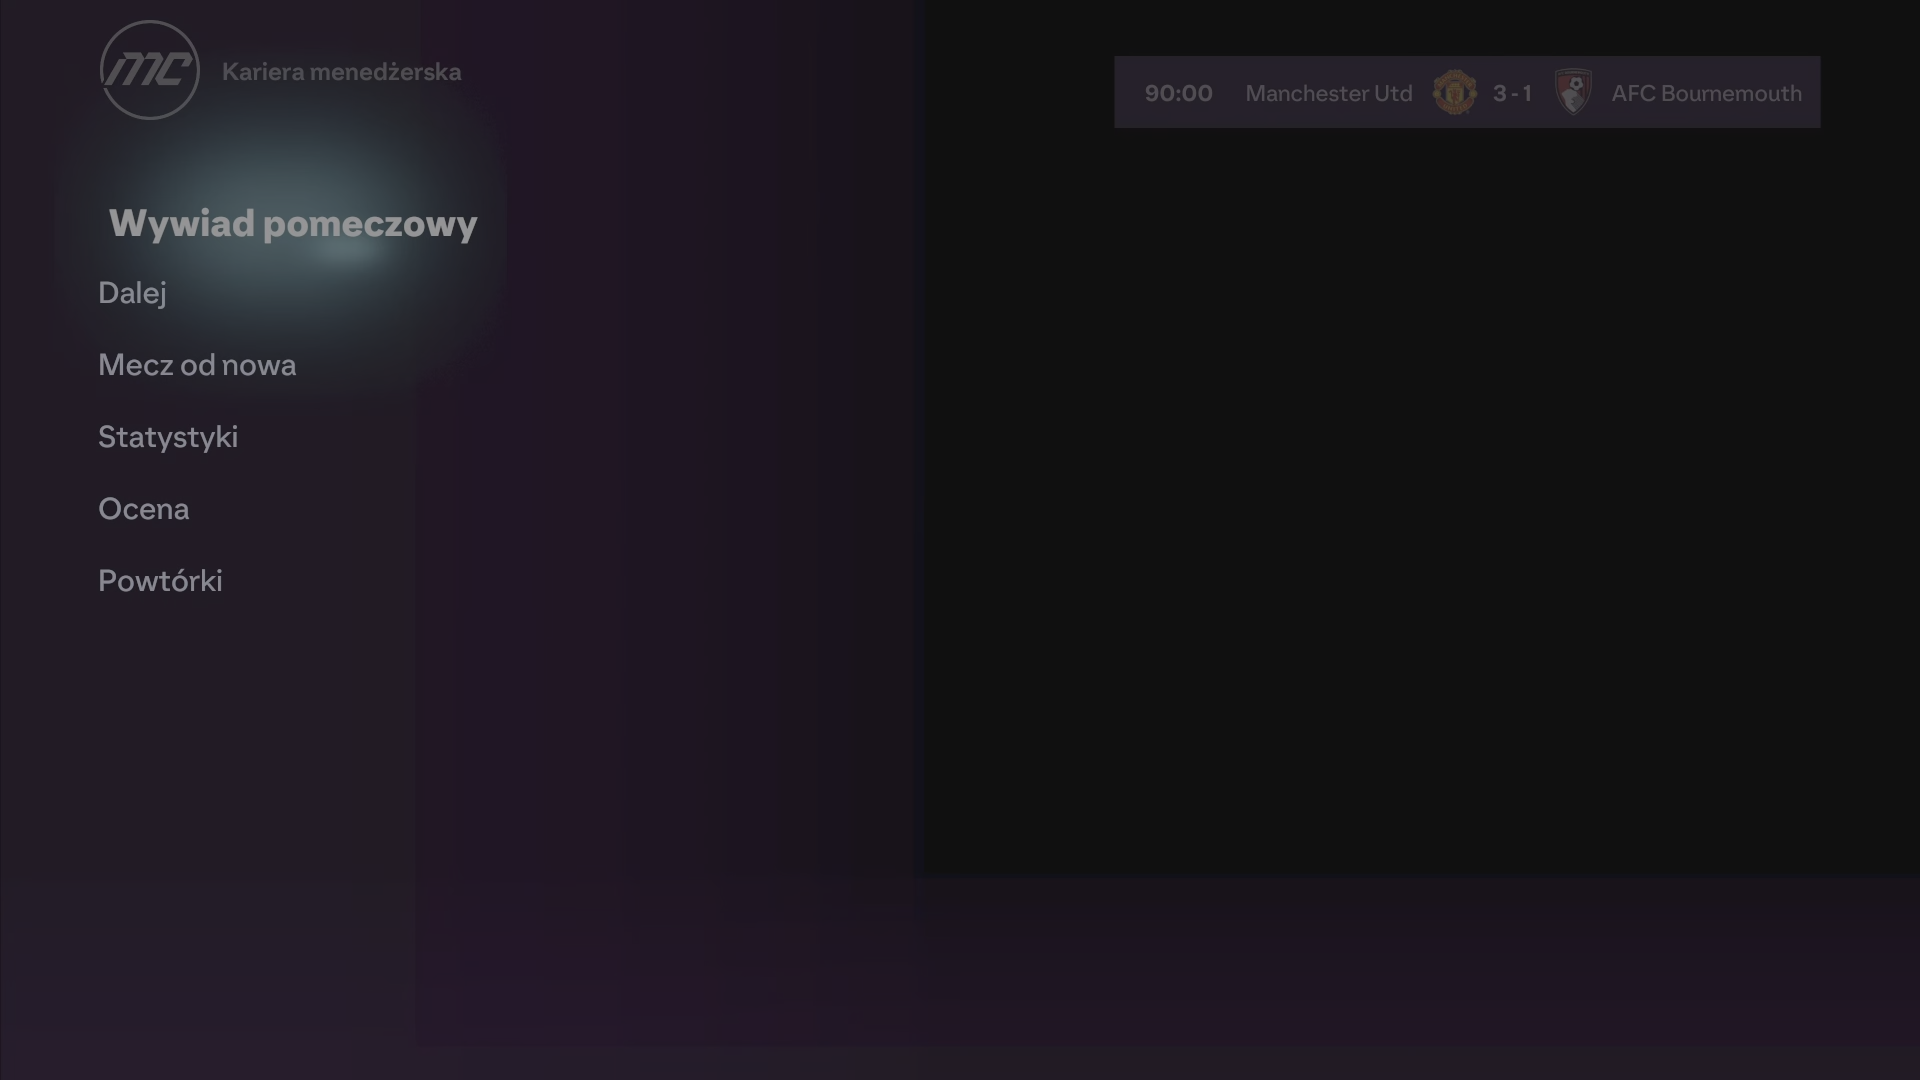 MC Kariera menedżerska
90:00 Manchester Utd 3 - 1 AFC Bournemouth
Wywiad pomeczowy
Dalej
Mecz od nowa
Statystyki
Ocena
Powtórki